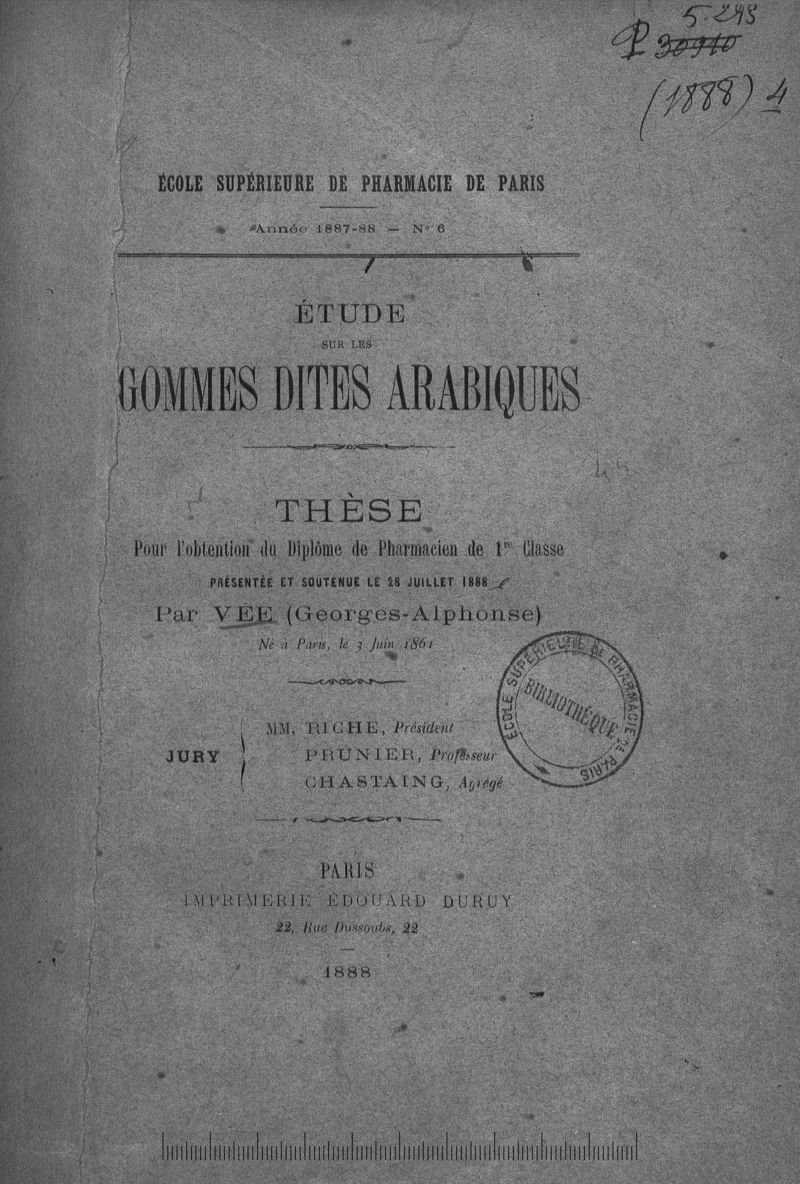 5.293
P 30910
(1888) 4
ÉCOLE SUPÉRIEURE DE PHARMACIE DE PARIS
Année 1887-88 — N° 6
ÉTUDE
SUR LES
GOMMES DITES ARABIQUES
THÈSE
Pour l'obtention du Diplôme de Pharmacien de 1re Classe
PRÉSENTÉE ET SOUTENUE LE 28 JUILLET 1888
Par VÉE (Georges-Alphonse)
Né à Paris, le 3 Juin 1861
JURY
MM. RICHE, Président
PRUNIER, Professeur
CHASTAING, Agrégé
ÉCOLE SUPÉRIEURE DE PHARMACIE DE PARIS
BIBLIOTHÈQUE
PARIS
IMPRIMERIE ÉDOUARD DURUY
22, Rue Dussoubs, 22
1888